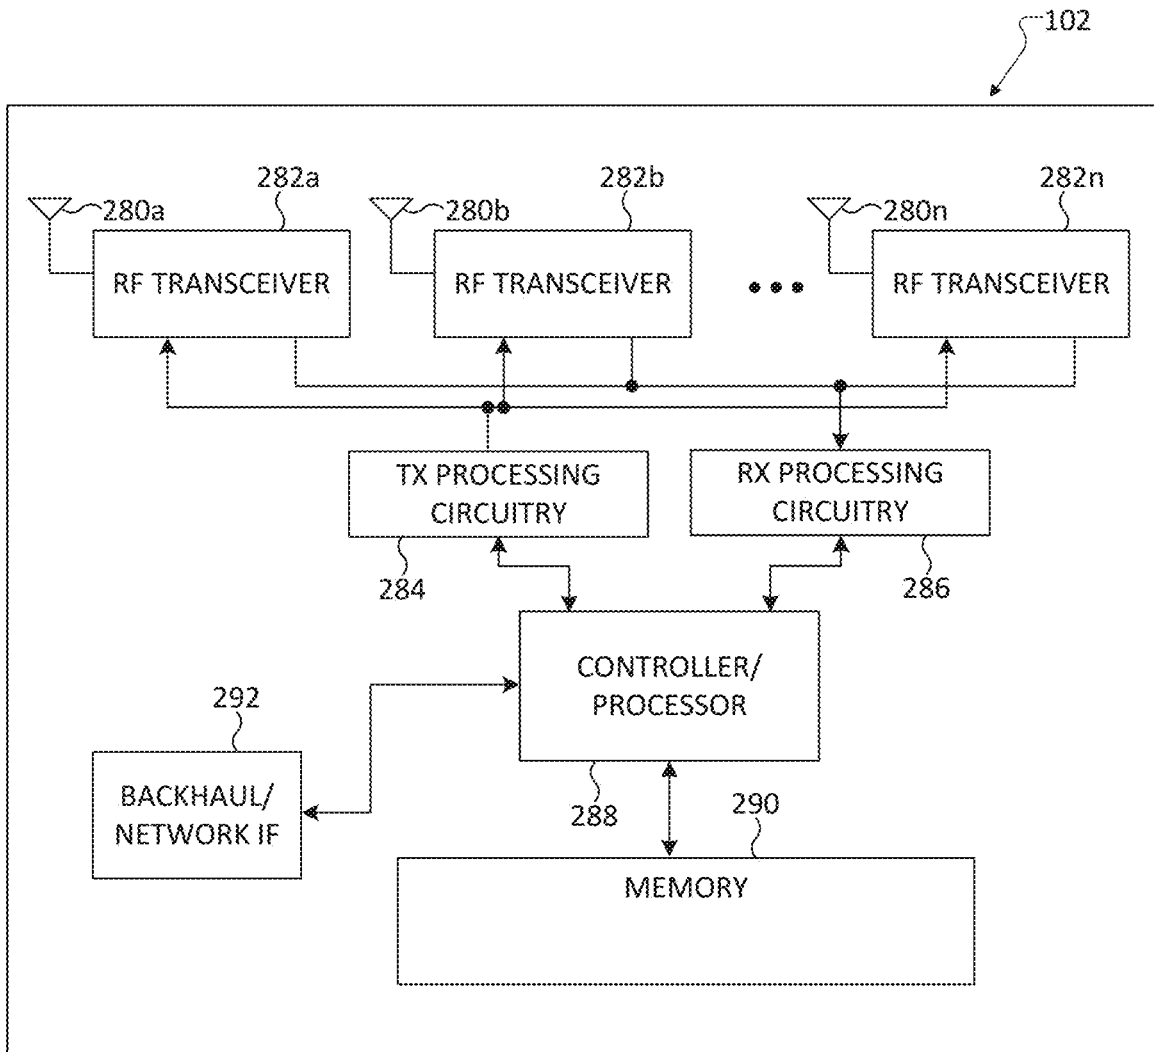 102
282a
282b
282n
280a
280b
280n
RF TRANSCEIVER
RF TRANSCEIVER
RF TRANSCEIVER
TX PROCESSING
CIRCUITRY
RX PROCESSING
CIRCUITRY
284
286
CONTROLLER/
PROCESSOR
292
BACKHAUL/
NETWORK IF
288
290
MEMORY